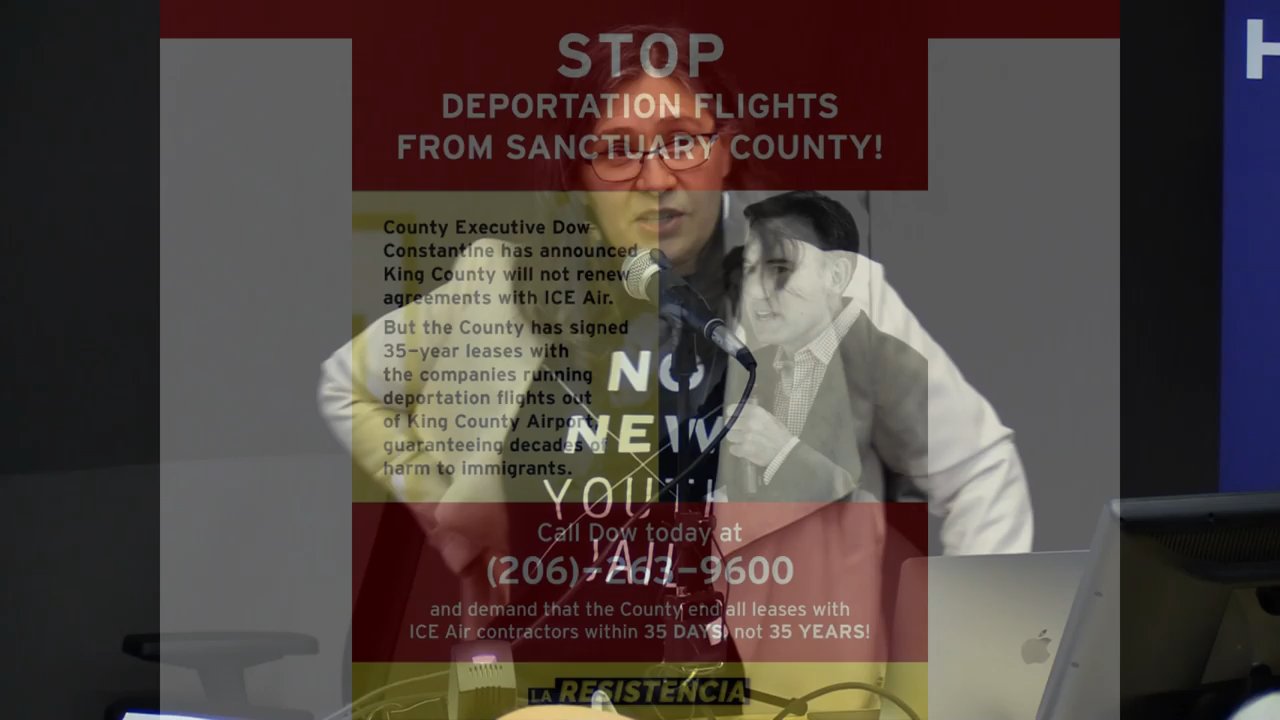 STOP
DEPORTATION FLIGHTS
FROM SANCTUARY COUNTY!
County Executive Dow
Constantine has announced
King County will not renew
agreements with ICE Air.
But the County has signed
35-year leases with
the companies running
deportation flights out
of King County Airport,
guaranteeing decades of
harm to immigrants.
NO
NEW
YOUTH
JAIL
Call Dow today at
(206)-263-9600
and demand that the County end all leases with
ICE Air contractors within 35 DAYS, not 35 YEARS!
LA RESISTENCIA
H